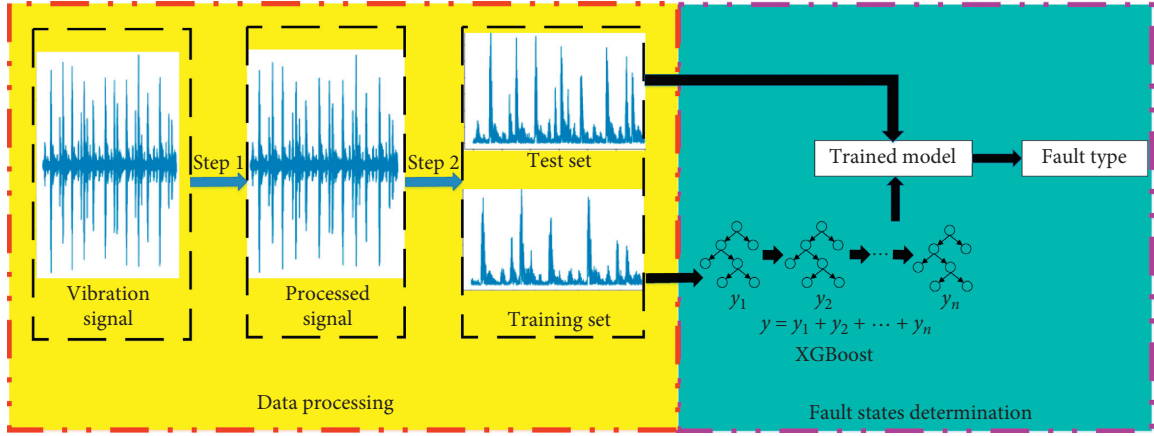 Vibration
signal
Step 1
Processed
signal
Step 2
Test set
Training set
Data processing
Trained model
Fault type
y1
y2
...
yn
y = y1 + y2 + ... + yn
XGBoost
Fault states determination